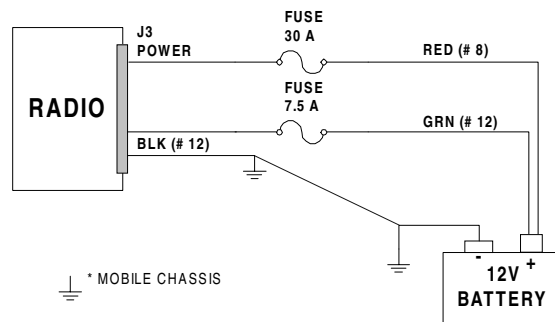 J3
POWER
FUSE
30 A
RED (# 8)
RADIO
FUSE
7.5 A
GRN (# 12)
BLK (# 12)
* MOBILE CHASSIS
- +
12V
BATTERY